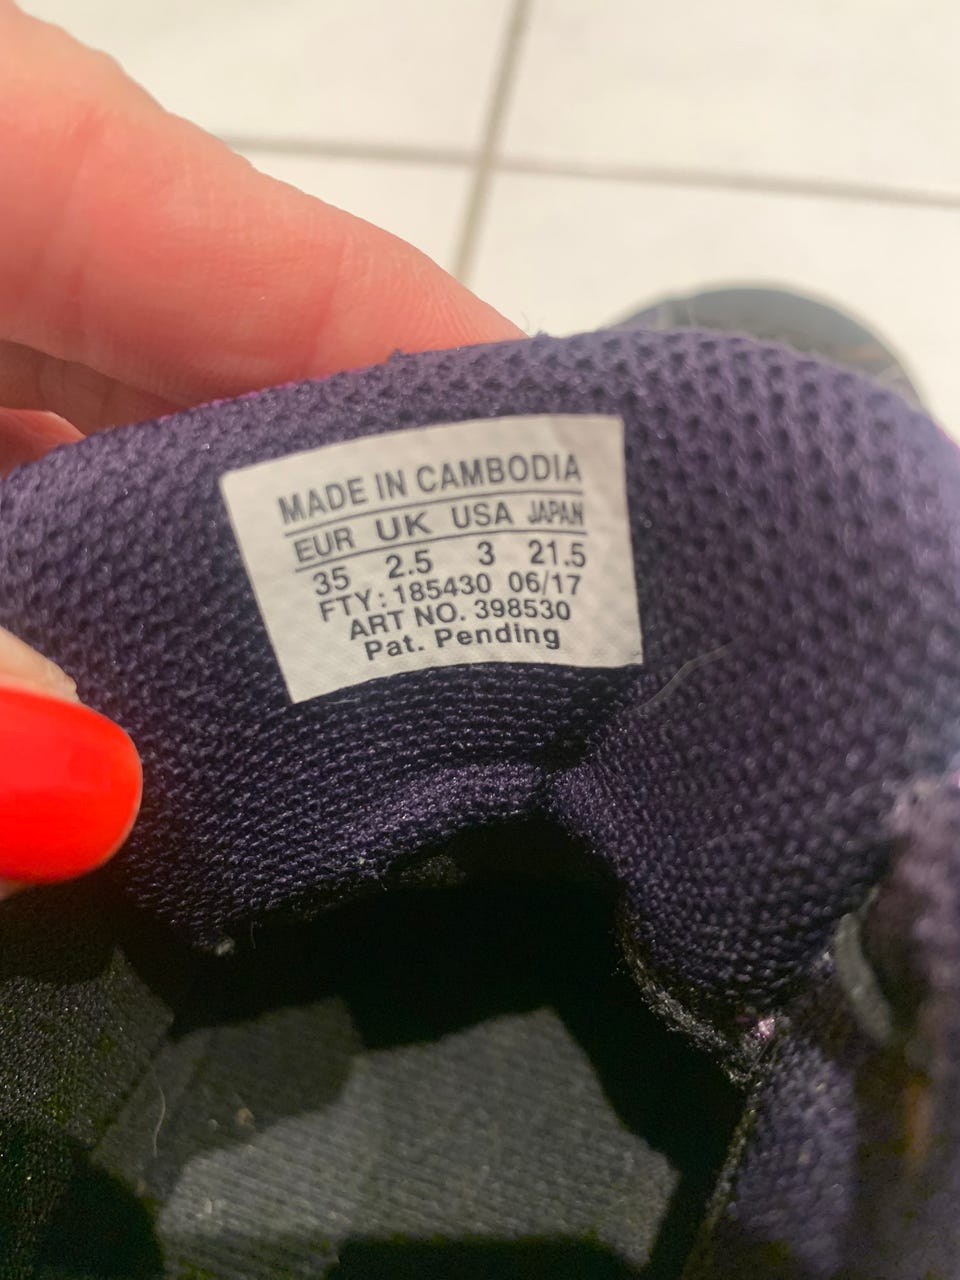 MADE IN CAMBODIA
EUR UK USA JAPAN
35 2.5 3 21.5
FTY: 185430 06/17
ART NO. 398530
Pat. Pending